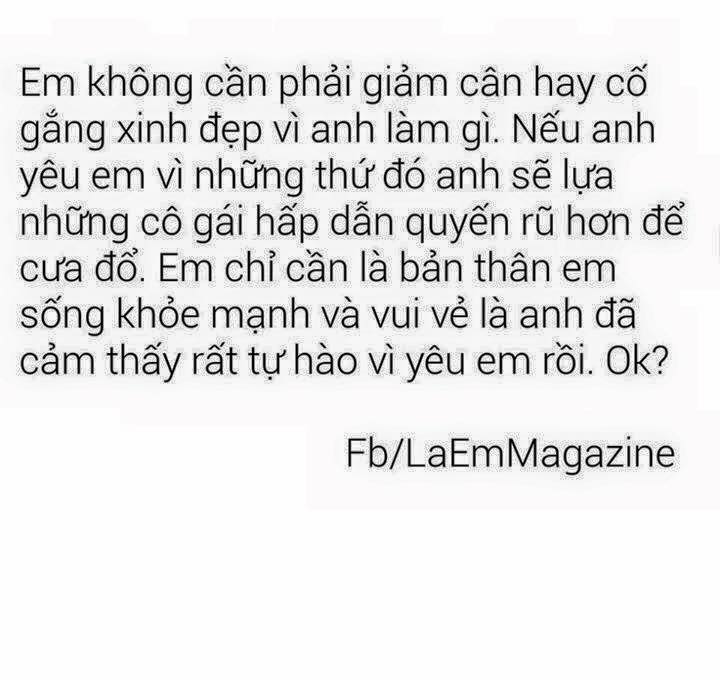 Em không cần phải giảm cân hay cố
gắng xinh đẹp vì anh làm gì. Nếu anh
yêu em vì những thứ đó anh sẽ lựa
những cô gái hấp dẫn quyến rũ hơn để
cưa đổ. Em chỉ cần là bản thân em
sống khỏe mạnh và vui vẻ là anh đã
cảm thấy rất tự hào vì yêu em rồi. Ok?
Fb/LaEmMagazine